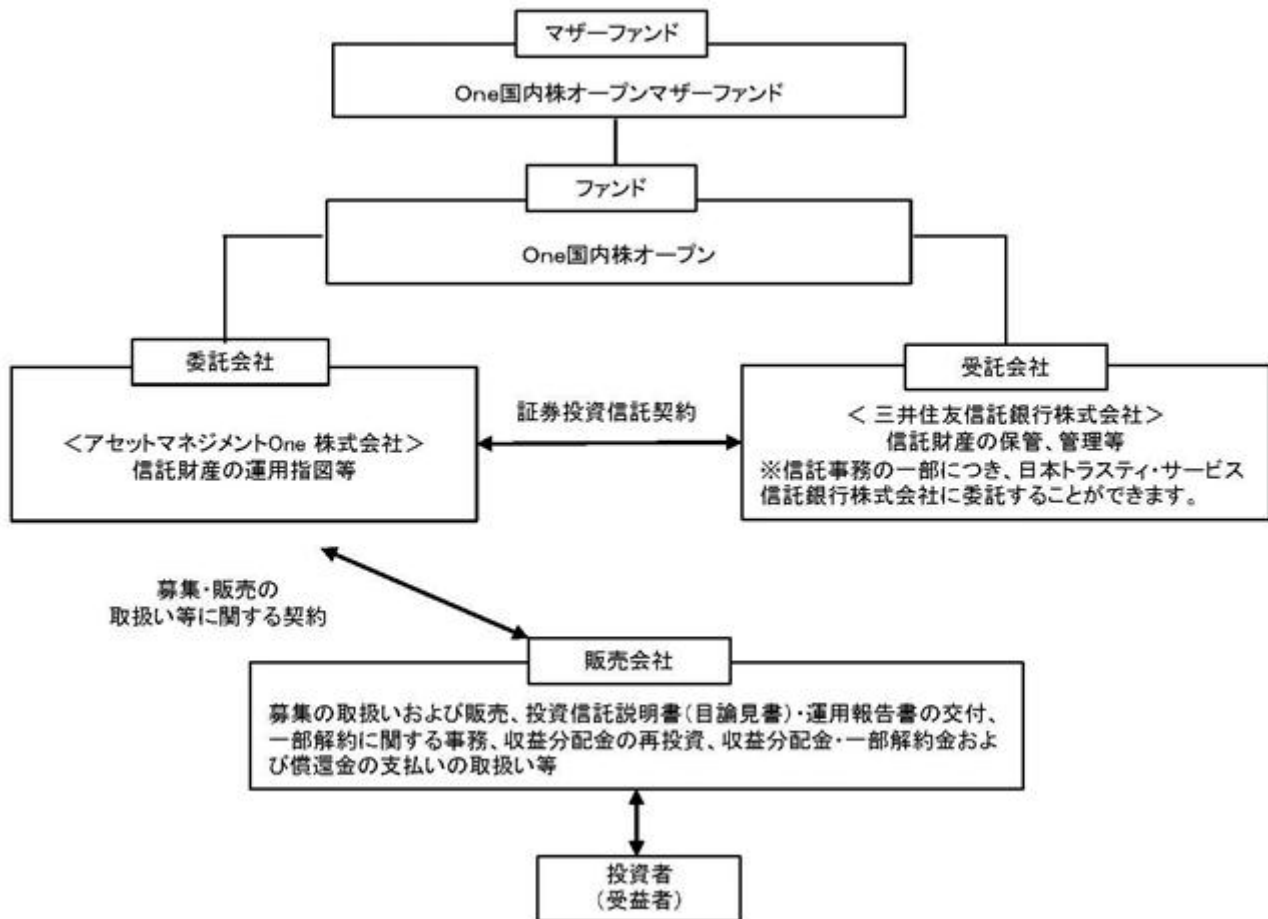 マザーファンド
One国内株オープンマザーファンド
ファンド
One国内株オープン
委託会社
<アセットマネジメントOne 株式会社>
信託財産の運用指図等
証券投資信託契約
受託会社
< 三井住友信託銀行株式会社>
信託財産の保管、管理等
※信託事務の一部につき、日本トラスティ・サービス
信託銀行株式会社に委託することができます。
募集・販売の
取扱い等に関する契約
販売会社
募集の取扱いおよび販売、投資信託説明書(目論見書)・運用報告書の交付、
一部解約に関する事務、収益分配金の再投資、収益分配金・一部解約金およ
び償還金の支払いの取扱い等
投資者
(受益者)